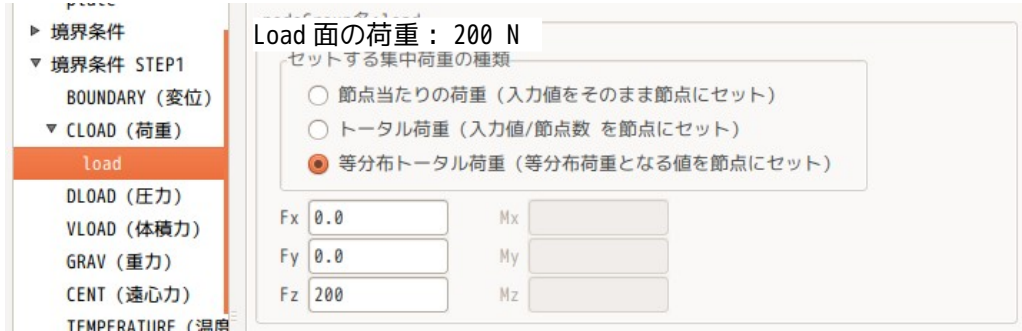 plate
▶ 境界条件
▼ 境界条件 STEP1
BOUNDARY (変位)
▼ CLOAD (荷重)
load
DLOAD (圧力)
VLOAD (体積力)
GRAV (重力)
CENT (遠心力)
TEMPERATURE (温度
Load 面の荷重: 200 N
セットする集中荷重の種類
節点当たりの荷重 (入力値をそのまま節点にセット)
トータル荷重 (入力値/節点数 を節点にセット)
等分布トータル荷重 (等分布荷重となる値を節点にセット)
Fx 0.0 Mx
Fy 0.0 My
Fz 200 Mz